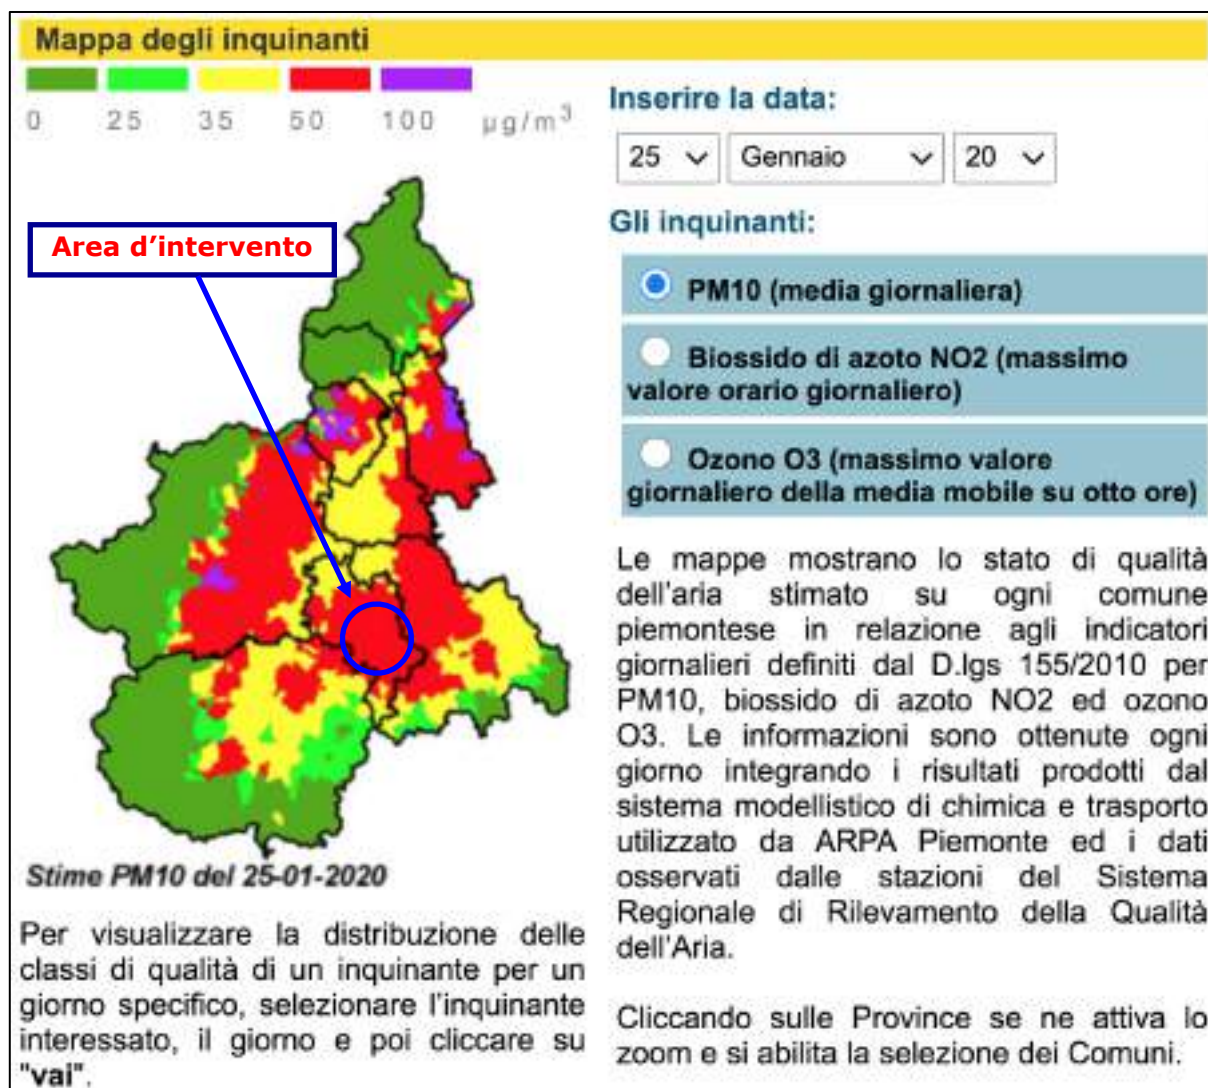 Mappa degli inquinanti
0 25 35 50 100 µg/m³
Area d'intervento
Stime PM10 del 25-01-2020
Per visualizzare la distribuzione delle
classi di qualità di un inquinante per un
giorno specifico, selezionare l'inquinante
interessato, il giorno e poi cliccare su
"vai".
Inserire la data:
25 Gennaio 20
Gli inquinanti:
PM10 (media giornaliera)
Biossido di azoto NO2 (massimo
valore orario giornaliero)
Ozono O3 (massimo valore
giornaliero della media mobile su otto ore)
Le mappe mostrano lo stato di qualità
dell'aria stimato su ogni comune
piemontese in relazione agli indicatori
giornalieri definiti dal D.lgs 155/2010 per
PM10, biossido di azoto NO2 ed ozono
O3. Le informazioni sono ottenute ogni
giorno integrando i risultati prodotti dal
sistema modellistico di chimica e trasporto
utilizzato da ARPA Piemonte ed i dati
osservati dalle stazioni del Sistema
Regionale di Rilevamento della Qualità
dell'Aria.
Cliccando sulle Province se ne attiva lo
zoom e si abilita la selezione dei Comuni.